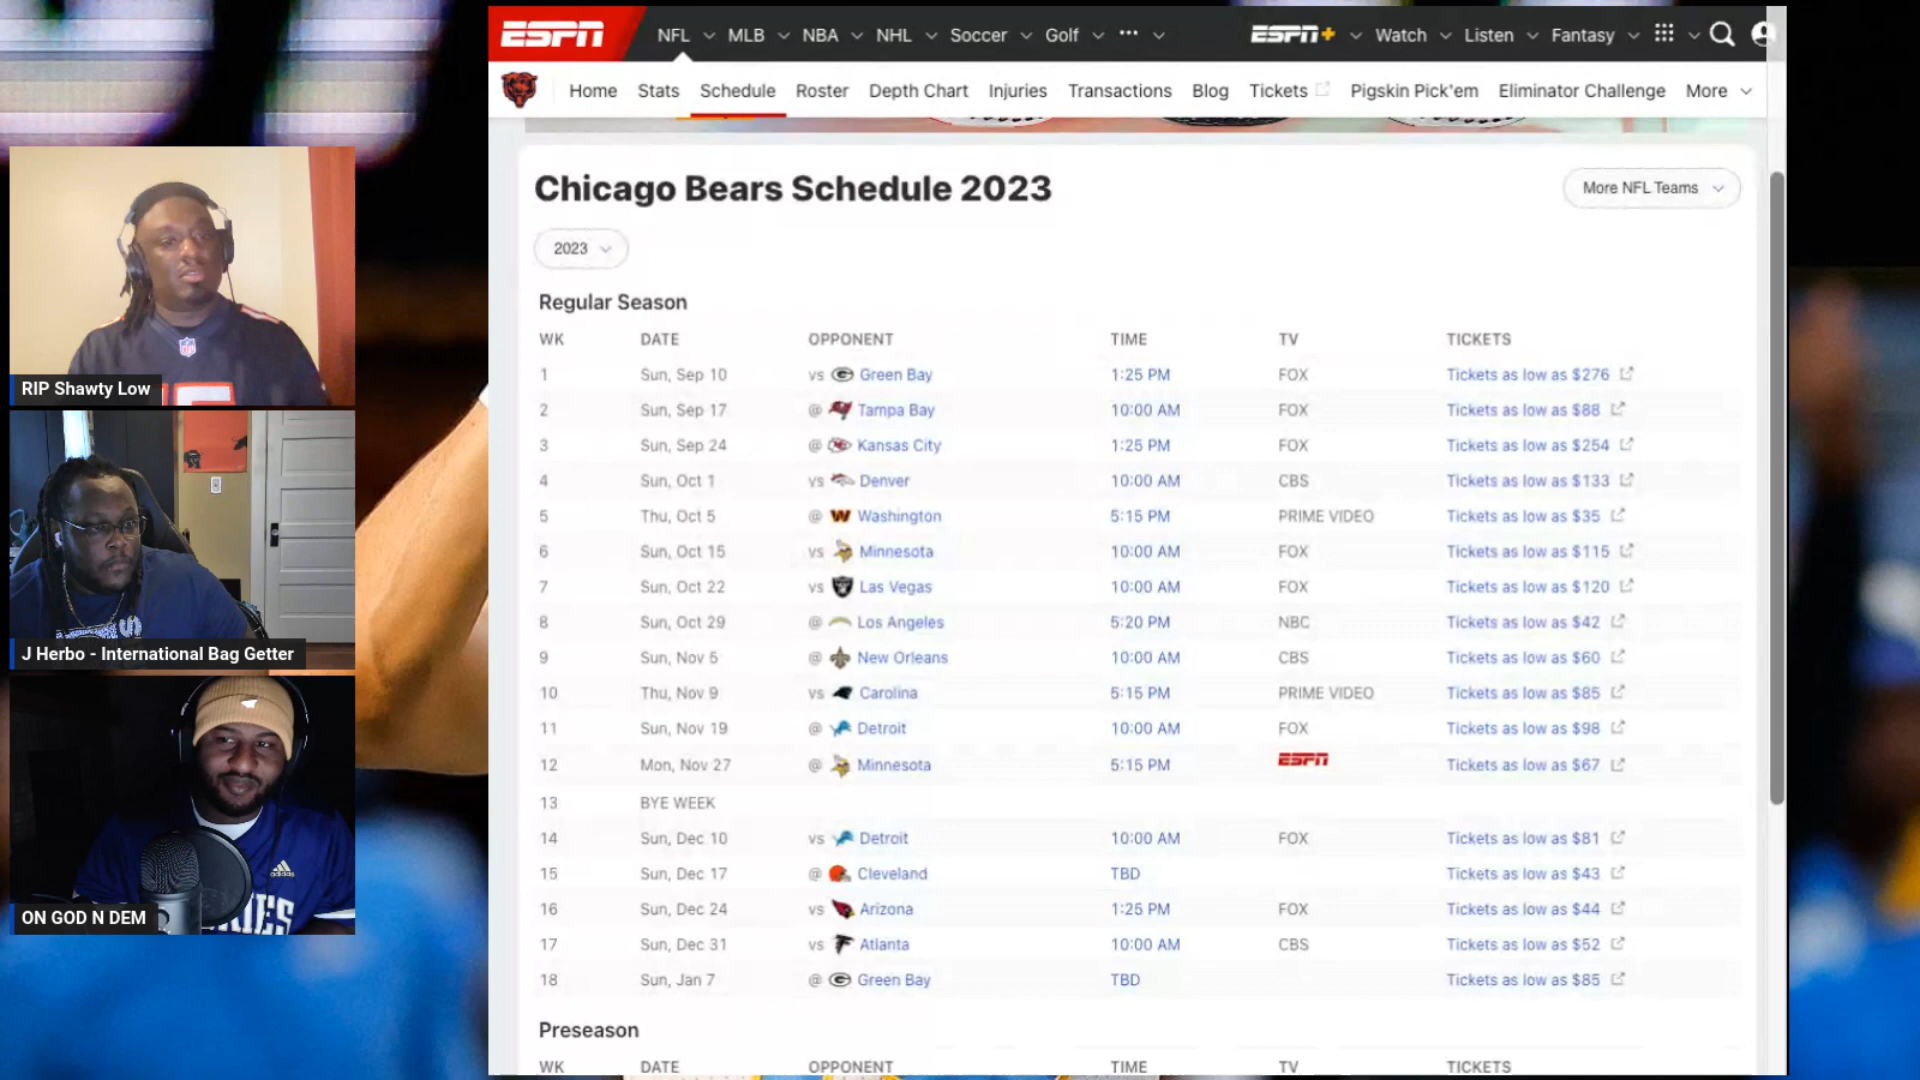 ESPN NFL MLB NBA NHL Soccer Golf ••• ESPN+ Watch Listen Fantasy
Home Stats Schedule Roster Depth Chart Injuries Transactions Blog Tickets Pigskin Pick'em Eliminator Challenge More
Chicago Bears Schedule 2023
More NFL Teams
2023
Regular Season
WK DATE OPPONENT TIME TV TICKETS
1 Sun, Sep 10 vs Green Bay 1:25 PM FOX Tickets as low as $276
2 Sun, Sep 17 @ Tampa Bay 10:00 AM FOX Tickets as low as $88
3 Sun, Sep 24 @ Kansas City 1:25 PM FOX Tickets as low as $254
4 Sun, Oct 1 vs Denver 10:00 AM CBS Tickets as low as $133
5 Thu, Oct 5 @ Washington 5:15 PM PRIME VIDEO Tickets as low as $35
6 Sun, Oct 15 vs Minnesota 10:00 AM FOX Tickets as low as $115
7 Sun, Oct 22 vs Las Vegas 10:00 AM FOX Tickets as low as $120
8 Sun, Oct 29 @ Los Angeles 5:20 PM NBC Tickets as low as $42
9 Sun, Nov 5 @ New Orleans 10:00 AM CBS Tickets as low as $60
10 Thu, Nov 9 vs Carolina 5:15 PM PRIME VIDEO Tickets as low as $85
11 Sun, Nov 19 @ Detroit 10:00 AM FOX Tickets as low as $98
12 Mon, Nov 27 @ Minnesota 5:15 PM ESPN Tickets as low as $67
13 BYE WEEK
14 Sun, Dec 10 vs Detroit 10:00 AM FOX Tickets as low as $81
15 Sun, Dec 17 @ Cleveland TBD Tickets as low as $43
16 Sun, Dec 24 vs Arizona 1:25 PM FOX Tickets as low as $44
17 Sun, Dec 31 vs Atlanta 10:00 AM CBS Tickets as low as $52
18 Sun, Jan 7 @ Green Bay TBD Tickets as low as $85
Preseason
WK DATE OPPONENT TIME TV TICKETS
RIP Shawty Low
J Herbo - International Bag Getter
adidas
ON GOD N DEM